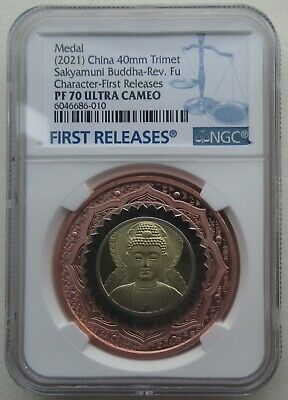 Medal
(2021) China 40mm Trimet
Sakyamuni Buddha-Rev. Fu
Character-First Releases
PF 70 ULTRA CAMEO
6046686-010
FIRST RELEASES®
NGC®